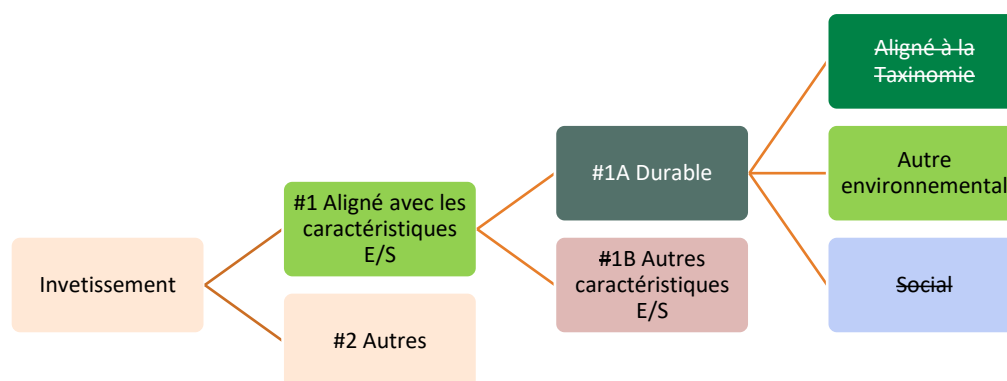 Invetissement
#1 Aligné avec les
caractéristiques
E/S
#2 Autres
#1A Durable
#1B Autres
caractéristiques
E/S
Aligné à la
Taxinomie
Autre
environnemental
Social